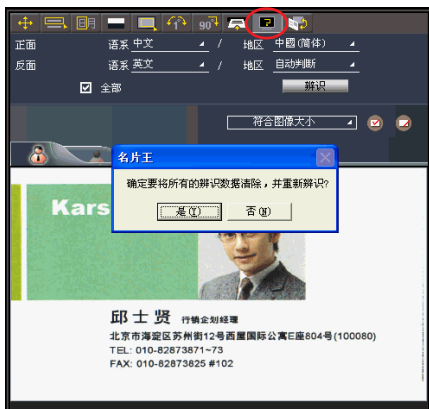 90°
正面 语系 中文 / 地区 中國(简体)
反面 语系 英文 / 地区 自动判断
全部 辨识
符合图像大小
名片王
确定要将所有的辨识数据清除，并重新辨识?
是(Y) 否(N)
Kars
邱士贤 行销企划经理
北京市海淀区苏州街12号西屋国际公寓E座804号(100080)
TEL: 010-82873871~73
FAX: 010-82873825 #102